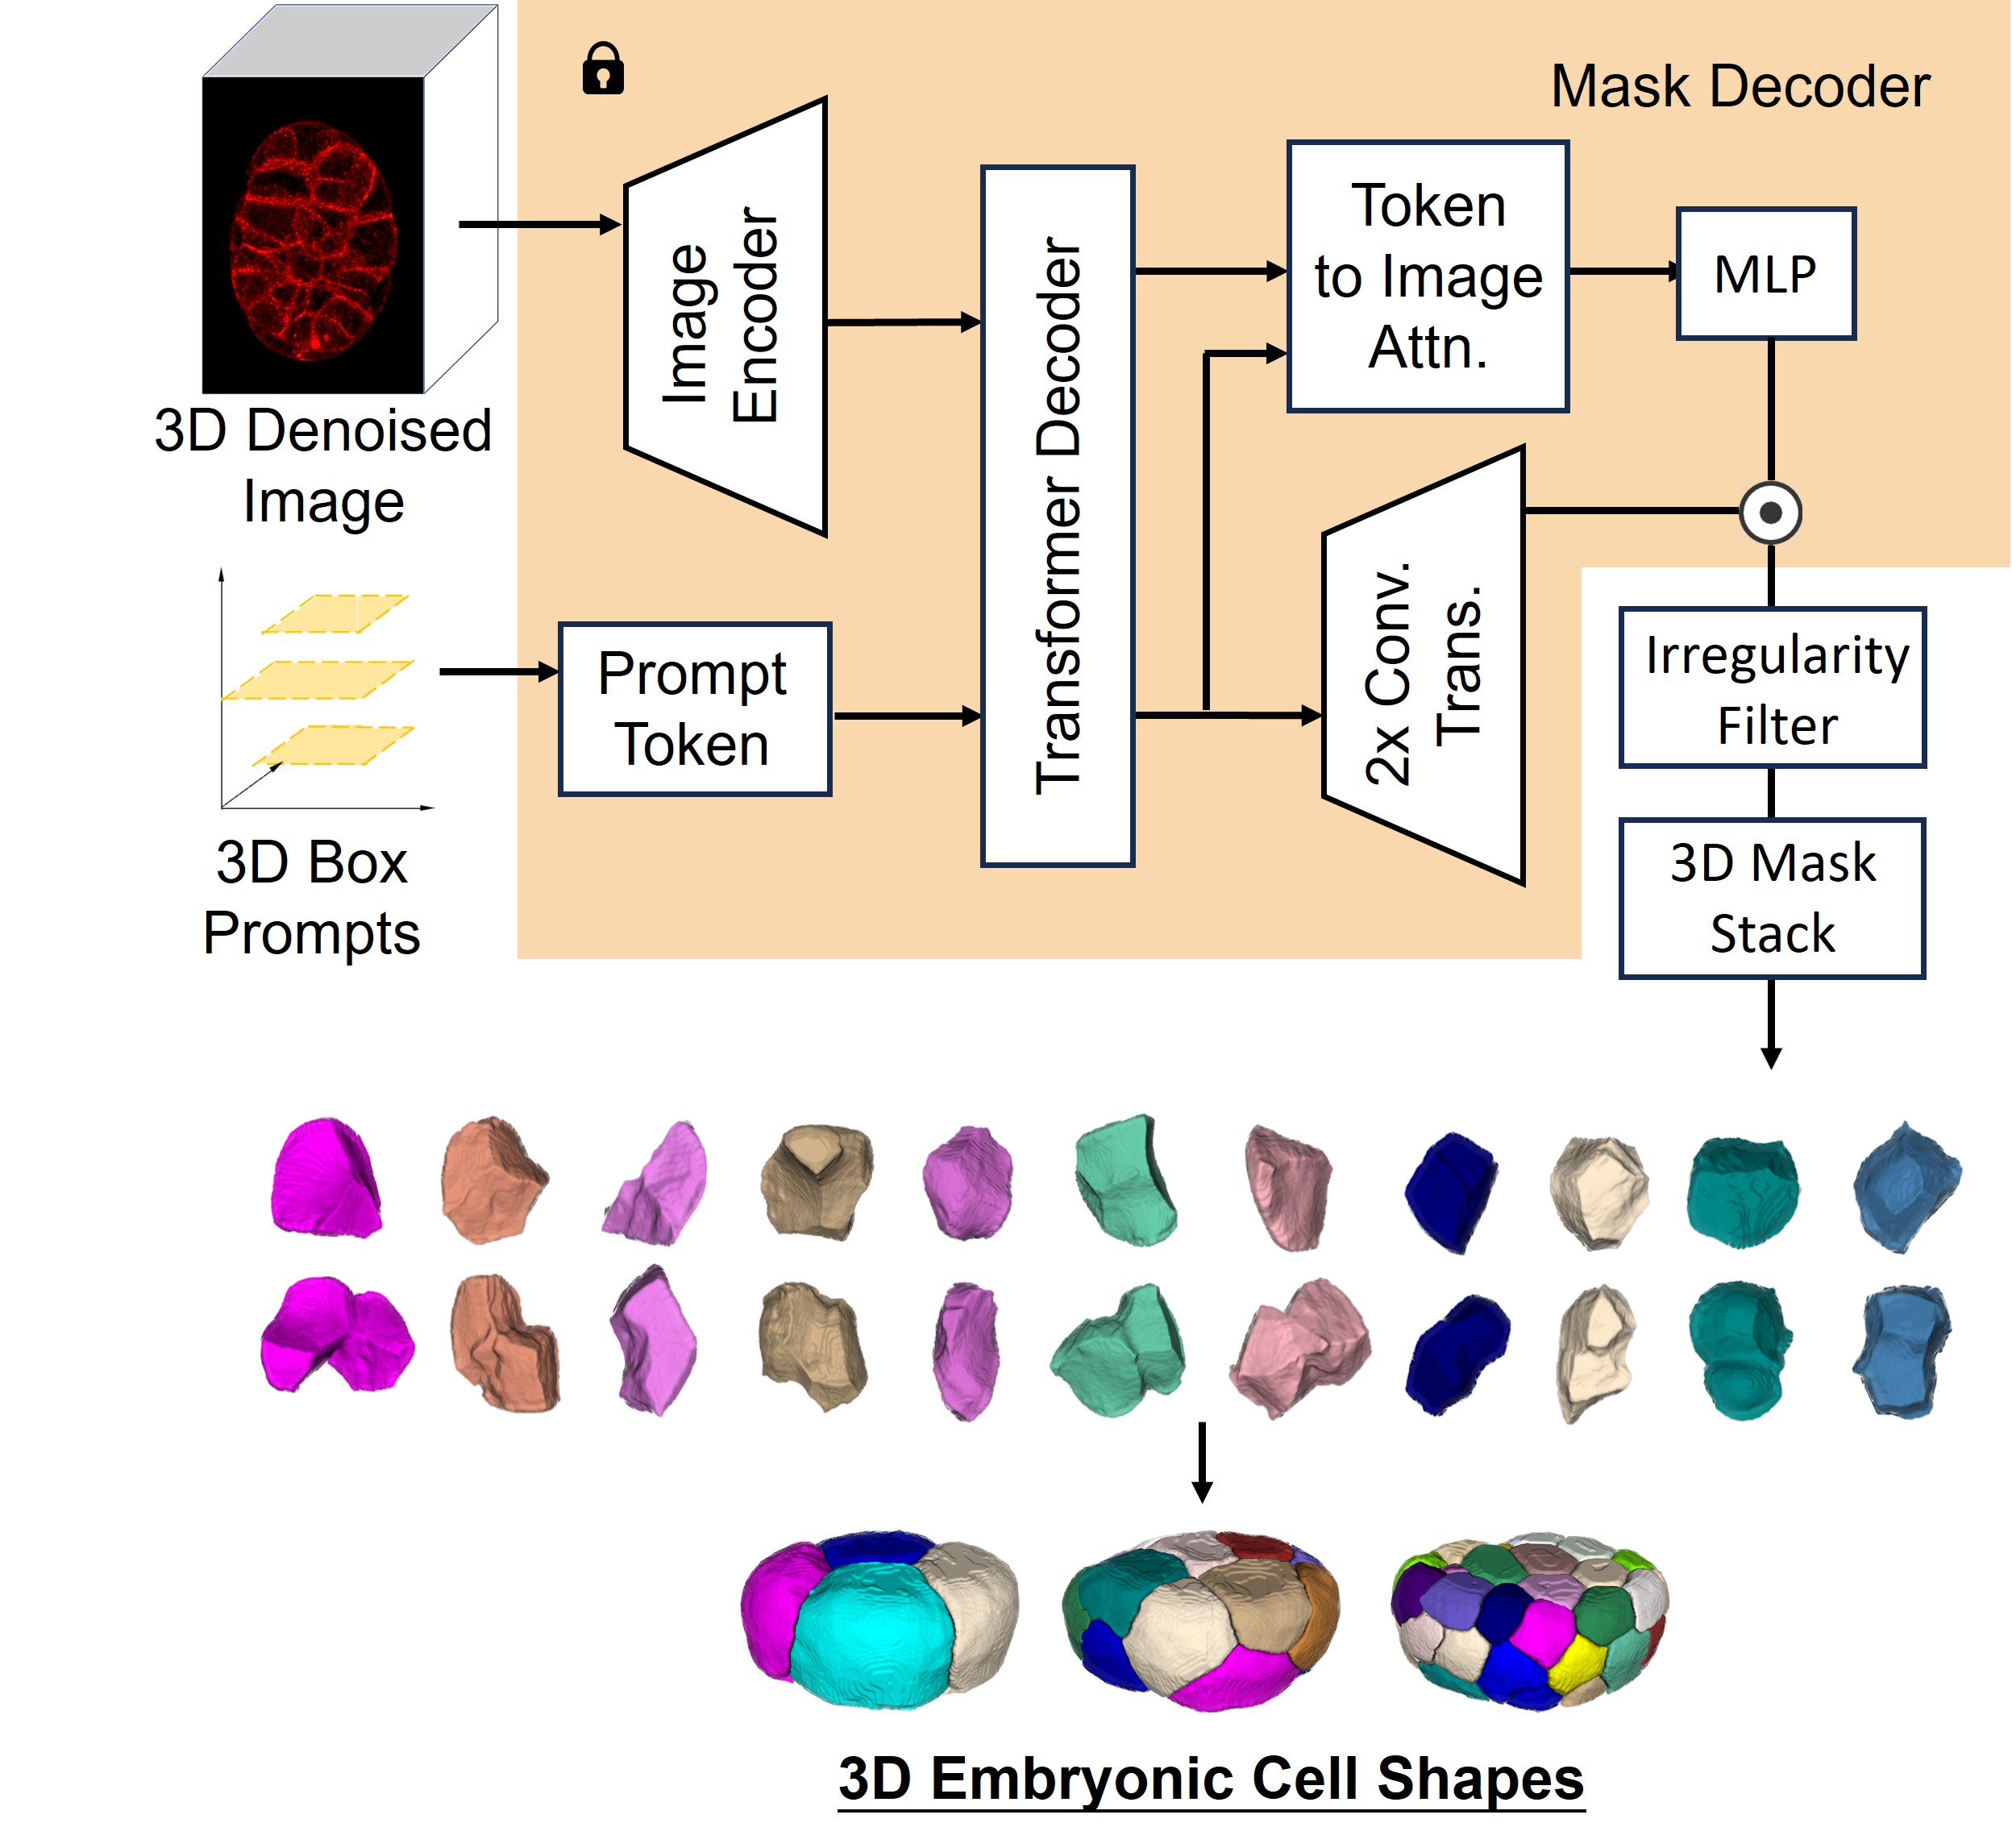 Mask Decoder
3D Denoised
Image
Image
Encoder
Transformer Decoder
Token
to Image
Attn.
MLP
3D Box
Prompts
Prompt
Token
2x Conv.
Trans.
Irregularity
Filter
3D Mask
Stack
3D Embryonic Cell Shapes